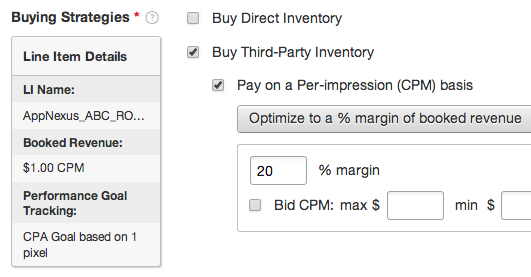 Buying Strategies * ?
Buy Direct Inventory
Buy Third-Party Inventory
Line Item Details
LI Name:
AppNexus_ABC_RO...
Booked Revenue:
$1.00 CPM
Performance Goal
Tracking:
CPA Goal based on 1
pixel
Pay on a Per-impression (CPM) basis
Optimize to a % margin of booked revenue
20 % margin
Bid CPM: max $ min $